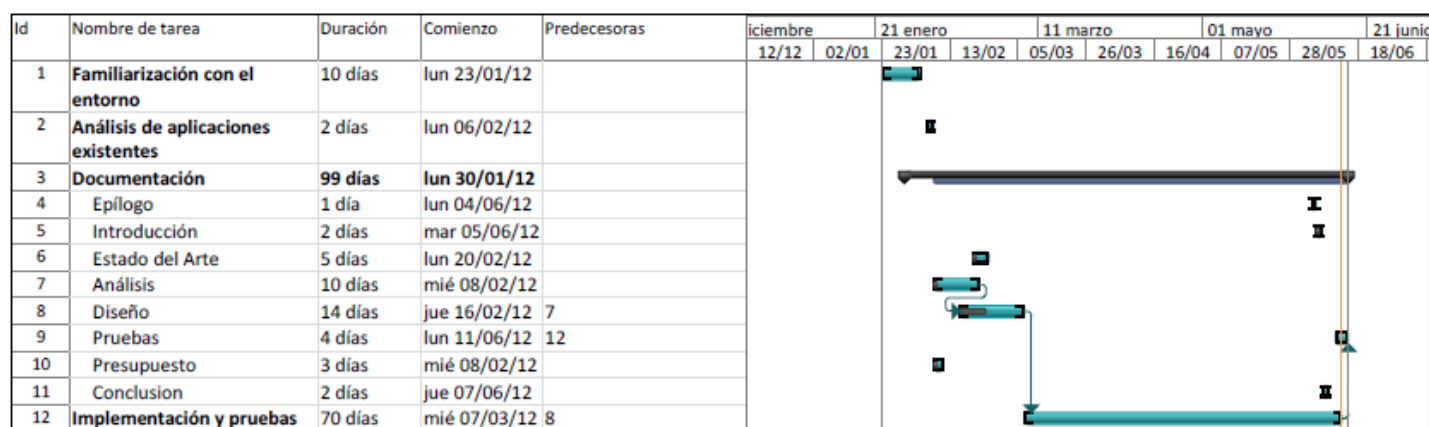 Id Nombre de tarea Duración Comienzo Predecesoras iciembre 21 enero 11 marzo 01 mayo 21 junio
12/12 02/01 23/01 13/02 05/03 26/03 16/04 07/05 28/05 18/06
1 Familiarización con el entorno 10 días lun 23/01/12
2 Análisis de aplicaciones existentes 2 días lun 06/02/12
3 Documentación 99 días lun 30/01/12
4 Epílogo 1 día lun 04/06/12
5 Introducción 2 días mar 05/06/12
6 Estado del Arte 5 días lun 20/02/12
7 Análisis 10 días mié 08/02/12
8 Diseño 14 días jue 16/02/12 7
9 Pruebas 4 días lun 11/06/12 12
10 Presupuesto 3 días mié 08/02/12
11 Conclusion 2 días jue 07/06/12
12 Implementación y pruebas 70 días mié 07/03/12 8